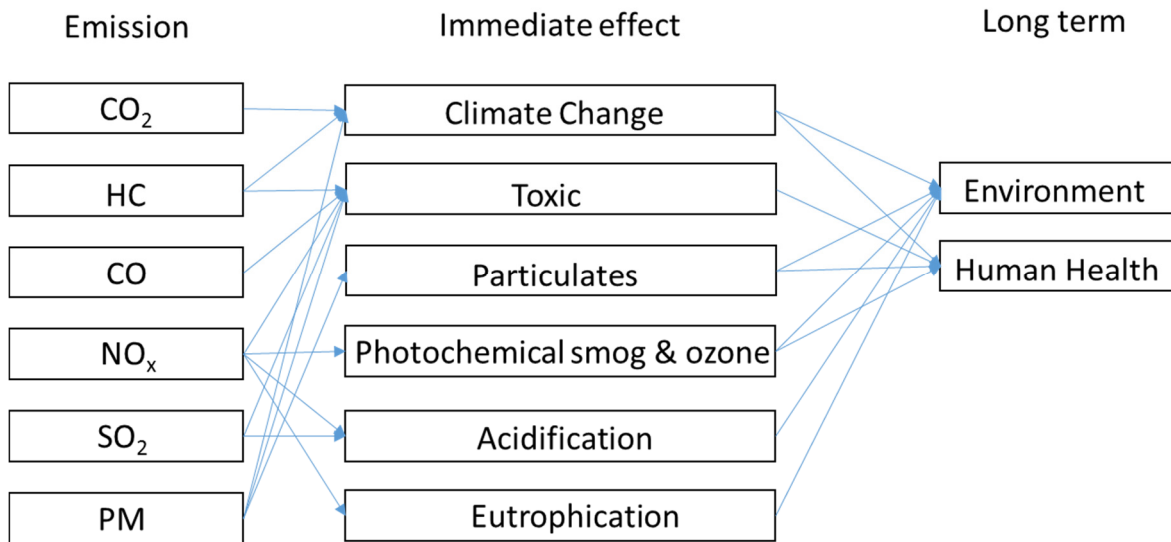 Emission
Immediate effect
Long term
CO₂
HC
CO
NOₓ
SO₂
PM
Climate Change
Toxic
Particulates
Photochemical smog & ozone
Acidification
Eutrophication
Environment
Human Health